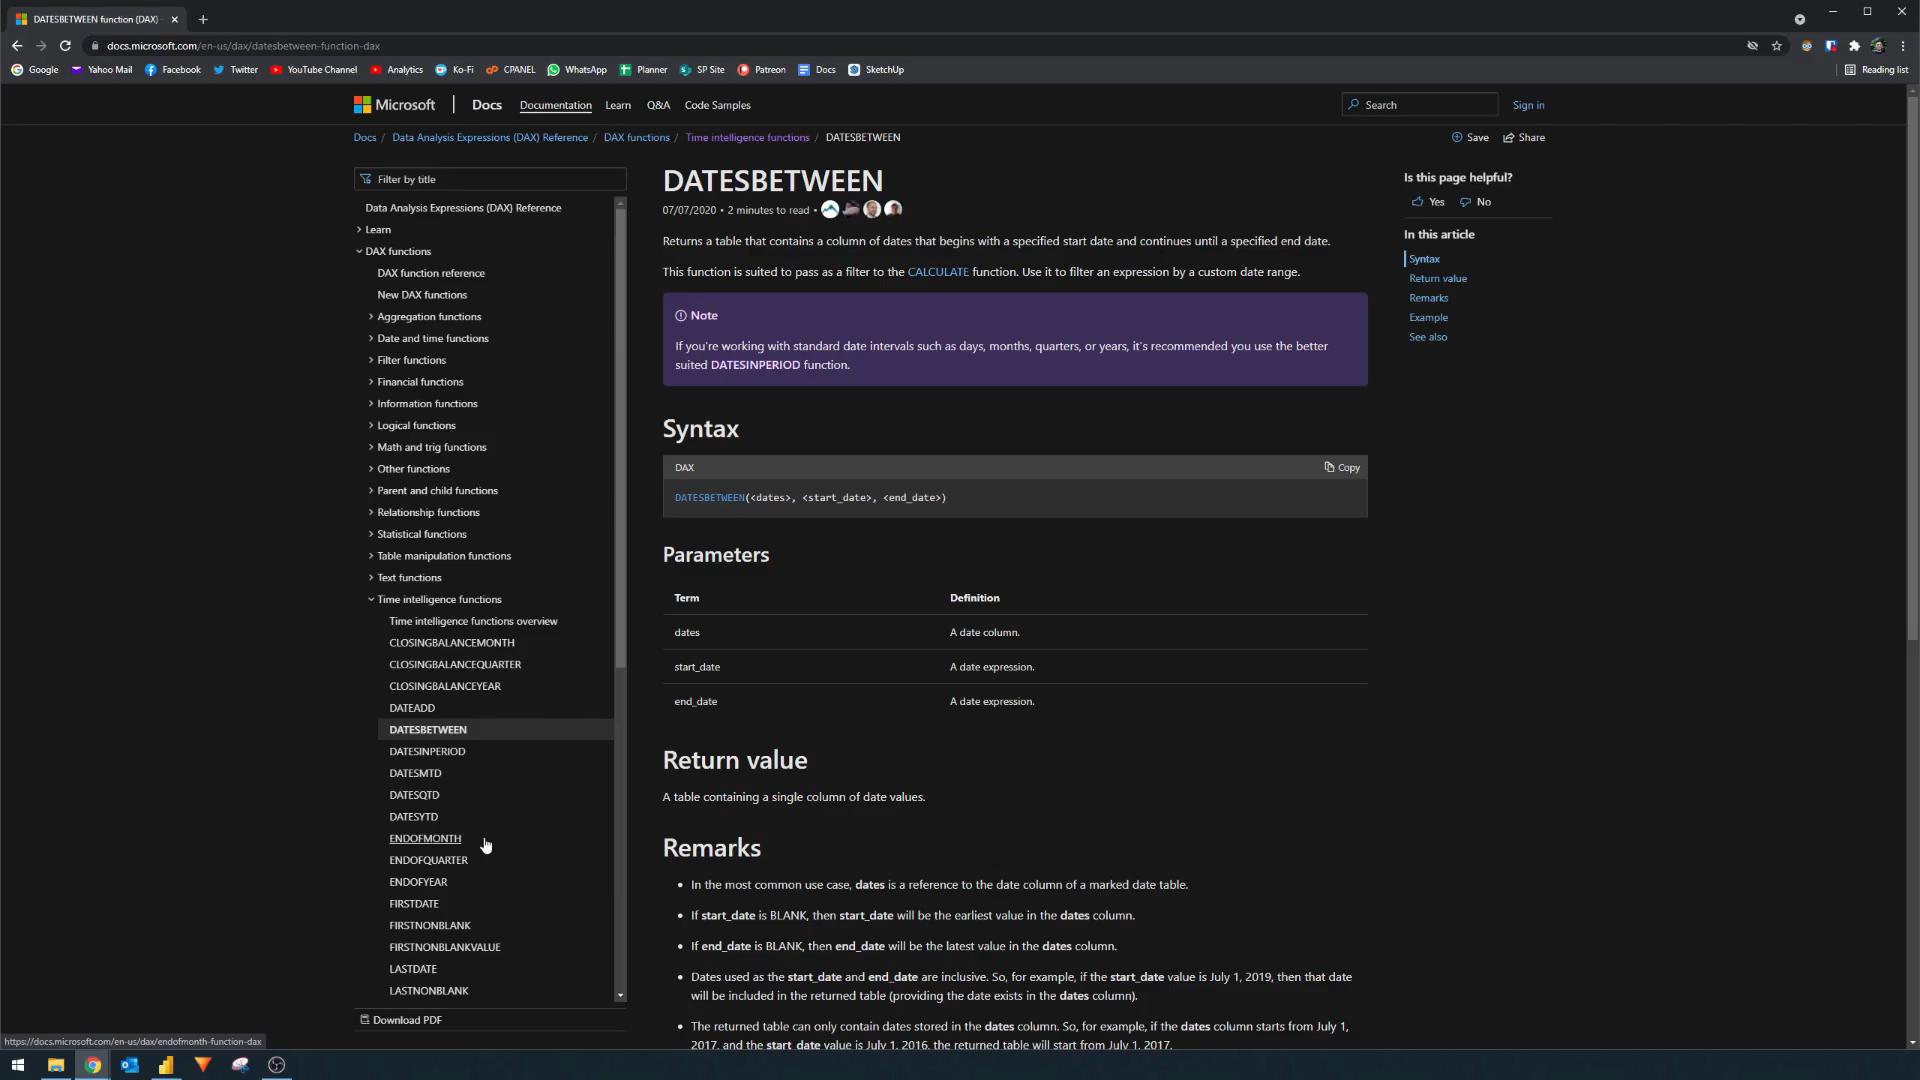 DATESBETWEEN function (DAX) -
docs.microsoft.com/en-us/dax/datesbetween-function-dax
Google Yahoo Mail Facebook Twitter YouTube Channel Analytics Ko-Fi CPANEL WhatsApp Planner SP Site Patreon Docs SketchUp Reading list
Microsoft Docs Documentation Learn Q&A Code Samples Search Sign in
Docs / Data Analysis Expressions (DAX) Reference / DAX functions / Time intelligence functions / DATESBETWEEN
Save Share
Filter by title
Data Analysis Expressions (DAX) Reference
Learn
DAX functions
DAX function reference
New DAX functions
Aggregation functions
Date and time functions
Filter functions
Financial functions
Information functions
Logical functions
Math and trig functions
Other functions
Parent and child functions
Relationship functions
Statistical functions
Table manipulation functions
Text functions
Time intelligence functions
Time intelligence functions overview
CLOSINGBALANCEMONTH
CLOSINGBALANCEQUARTER
CLOSINGBALANCEYEAR
DATEADD
DATESBETWEEN
DATESINPERIOD
DATESMTD
DATESQTD
DATESYTD
ENDOFMONTH
ENDOFQUARTER
ENDOFYEAR
FIRSTDATE
FIRSTNONBLANK
FIRSTNONBLANKVALUE
LASTDATE
LASTNONBLANK
Download PDF
DATESBETWEEN
07/07/2020 • 2 minutes to read •
Returns a table that contains a column of dates that begins with a specified start date and continues until a specified end date.
This function is suited to pass as a filter to the CALCULATE function. Use it to filter an expression by a custom date range.
Note
If you're working with standard date intervals such as days, months, quarters, or years, it's recommended you use the better
suited DATESINPERIOD function.
Syntax
DAX Copy
DATESBETWEEN(<dates>, <start_date>, <end_date>)
Parameters
Term Definition
dates A date column.
start_date A date expression.
end_date A date expression.
Return value
A table containing a single column of date values.
Remarks
• In the most common use case, dates is a reference to the date column of a marked date table.
• If start_date is BLANK, then start_date will be the earliest value in the dates column.
• If end_date is BLANK, then end_date will be the latest value in the dates column.
• Dates used as the start_date and end_date are inclusive. So, for example, if the start_date value is July 1, 2019, then that date
will be included in the returned table (providing the date exists in the dates column).
• The returned table can only contain dates stored in the dates column. So, for example, if the dates column starts from July 1,
2017, and the start_date value is July 1, 2016, the returned table will start from July 1, 2017.
Is this page helpful?
Yes No
In this article
Syntax
Return value
Remarks
Example
See also
https://docs.microsoft.com/en-us/dax/endofmonth-function-dax